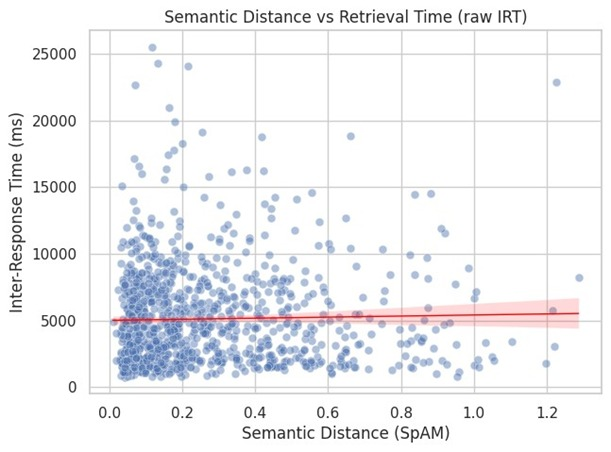 Semantic Distance vs Retrieval Time (raw IRT)
Inter-Response Time (ms)
25000
20000
15000
10000
5000
0
0.0 0.2 0.4 0.6 0.8 1.0 1.2
Semantic Distance (SpAM)